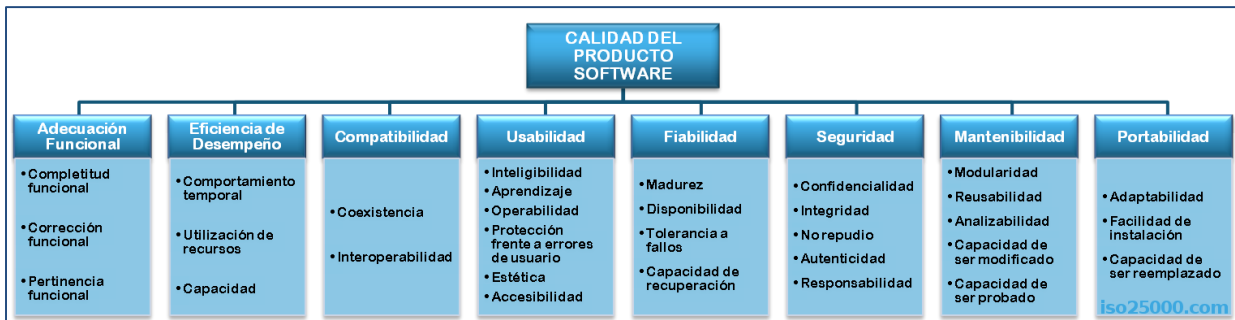 CALIDAD DEL
PRODUCTO
SOFTWARE
Adecuación
Funcional
• Completitud
funcional
• Corrección
funcional
• Pertinencia
funcional
Eficiencia de
Desempeño
• Comportamiento
temporal
• Utilización de
recursos
• Capacidad
Compatibilidad
• Coexistencia
• Interoperabilidad
Usabilidad
• Inteligibilidad
• Aprendizaje
• Operabilidad
• Protección
frente a errores
de usuario
• Estética
• Accesibilidad
Fiabilidad
• Madurez
• Disponibilidad
• Tolerancia a
fallos
• Capacidad de
recuperación
Seguridad
• Confidencialidad
• Integridad
• No repudio
• Autenticidad
• Responsabilidad
Mantenibilidad
• Modularidad
• Reusabilidad
• Analizabilidad
• Capacidad de
ser modificado
• Capacidad de
ser probado
Portabilidad
• Adaptabilidad
• Facilidad de
instalación
• Capacidad de
ser reemplazado
iso25000.com